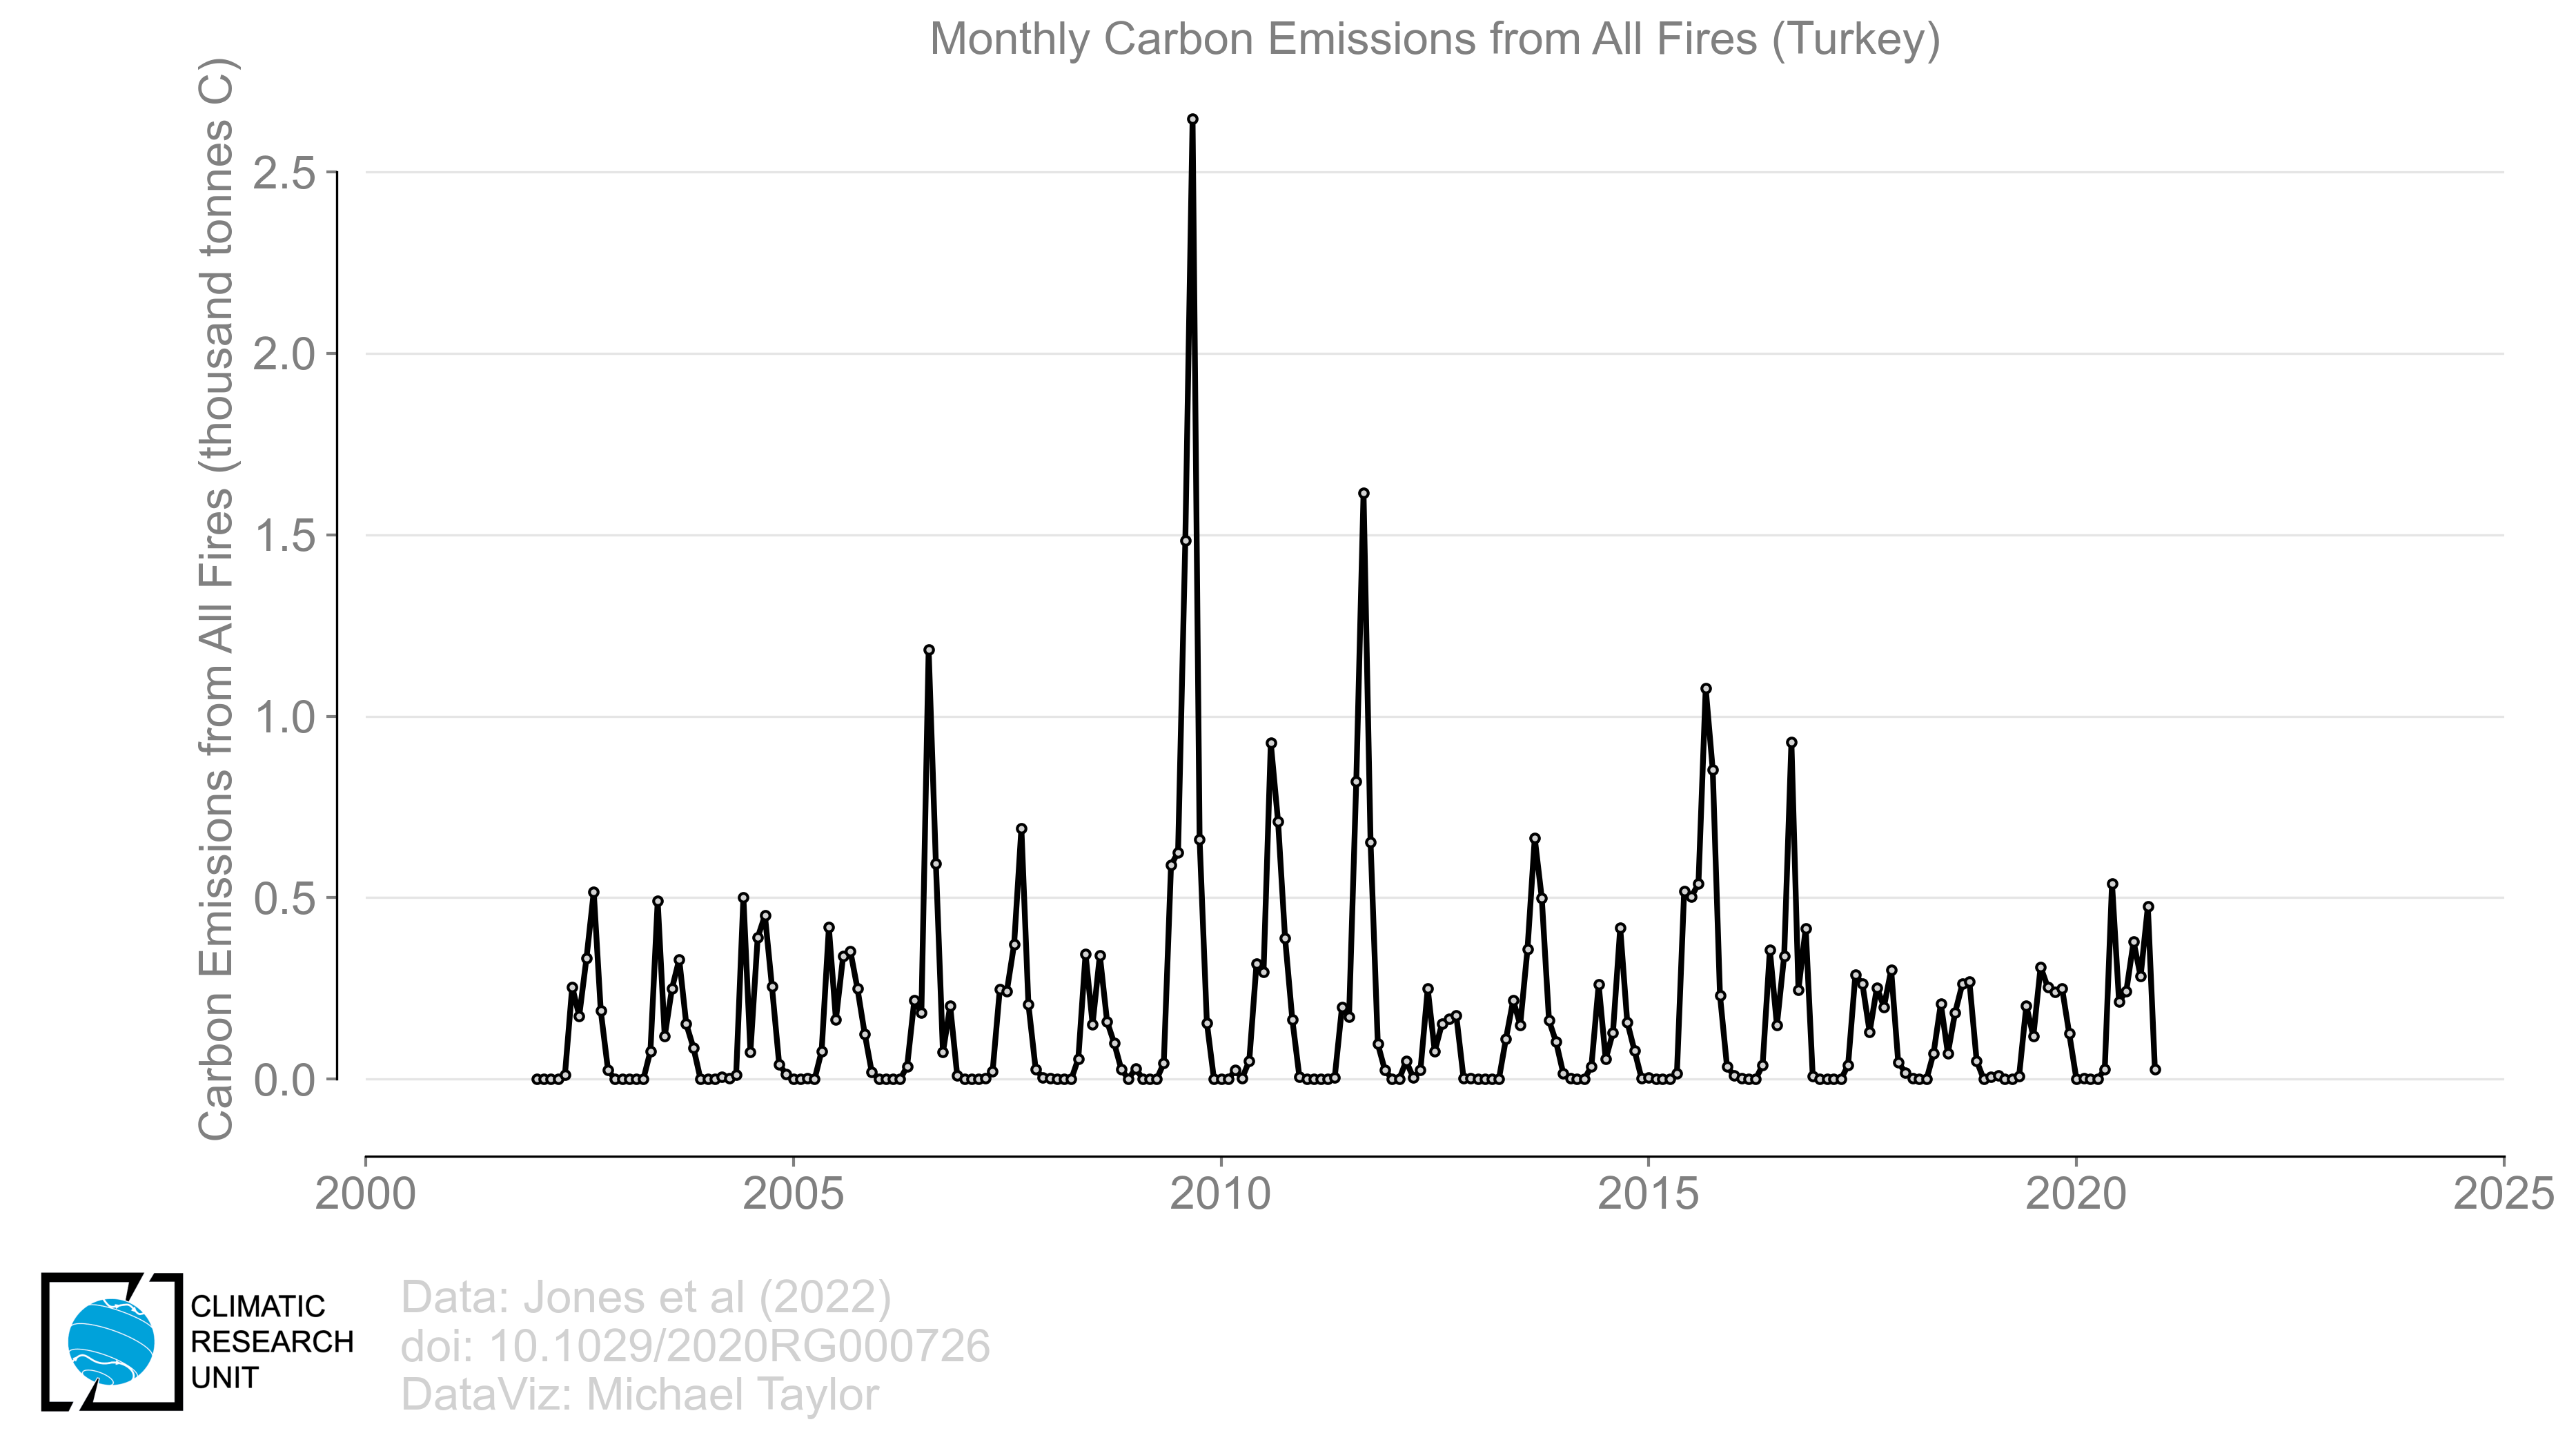 Monthly Carbon Emissions from All Fires (Turkey)
Carbon Emissions from All Fires (thousand tonnes C)
2.5
2.0
1.5
1.0
0.5
0.0
2000
2005
2010
2015
2020
2025
CLIMATIC
RESEARCH
UNIT
Data: Jones et al (2022)
doi: 10.1029/2020RG000726
DataViz: Michael Taylor